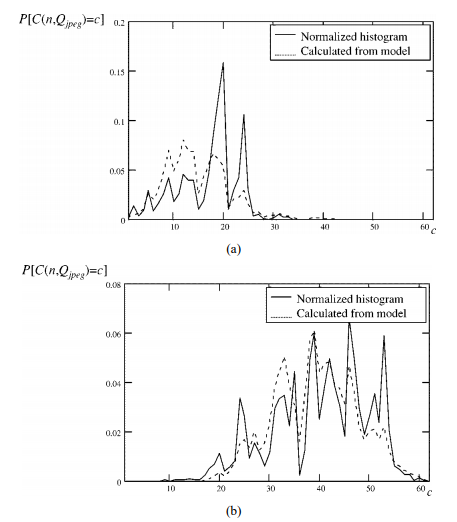 P[C(n,Q_jpeg)=c]
0.2
Normalized histogram
Calculated from model
0.15
0.1
0.05
0
10 20 30 40 50 60 c
(a)
P[C(n,Q_jpeg)=c]
0.08
Normalized histogram
Calculated from model
0.06
0.04
0.02
0
10 20 30 40 50 60 c
(b)